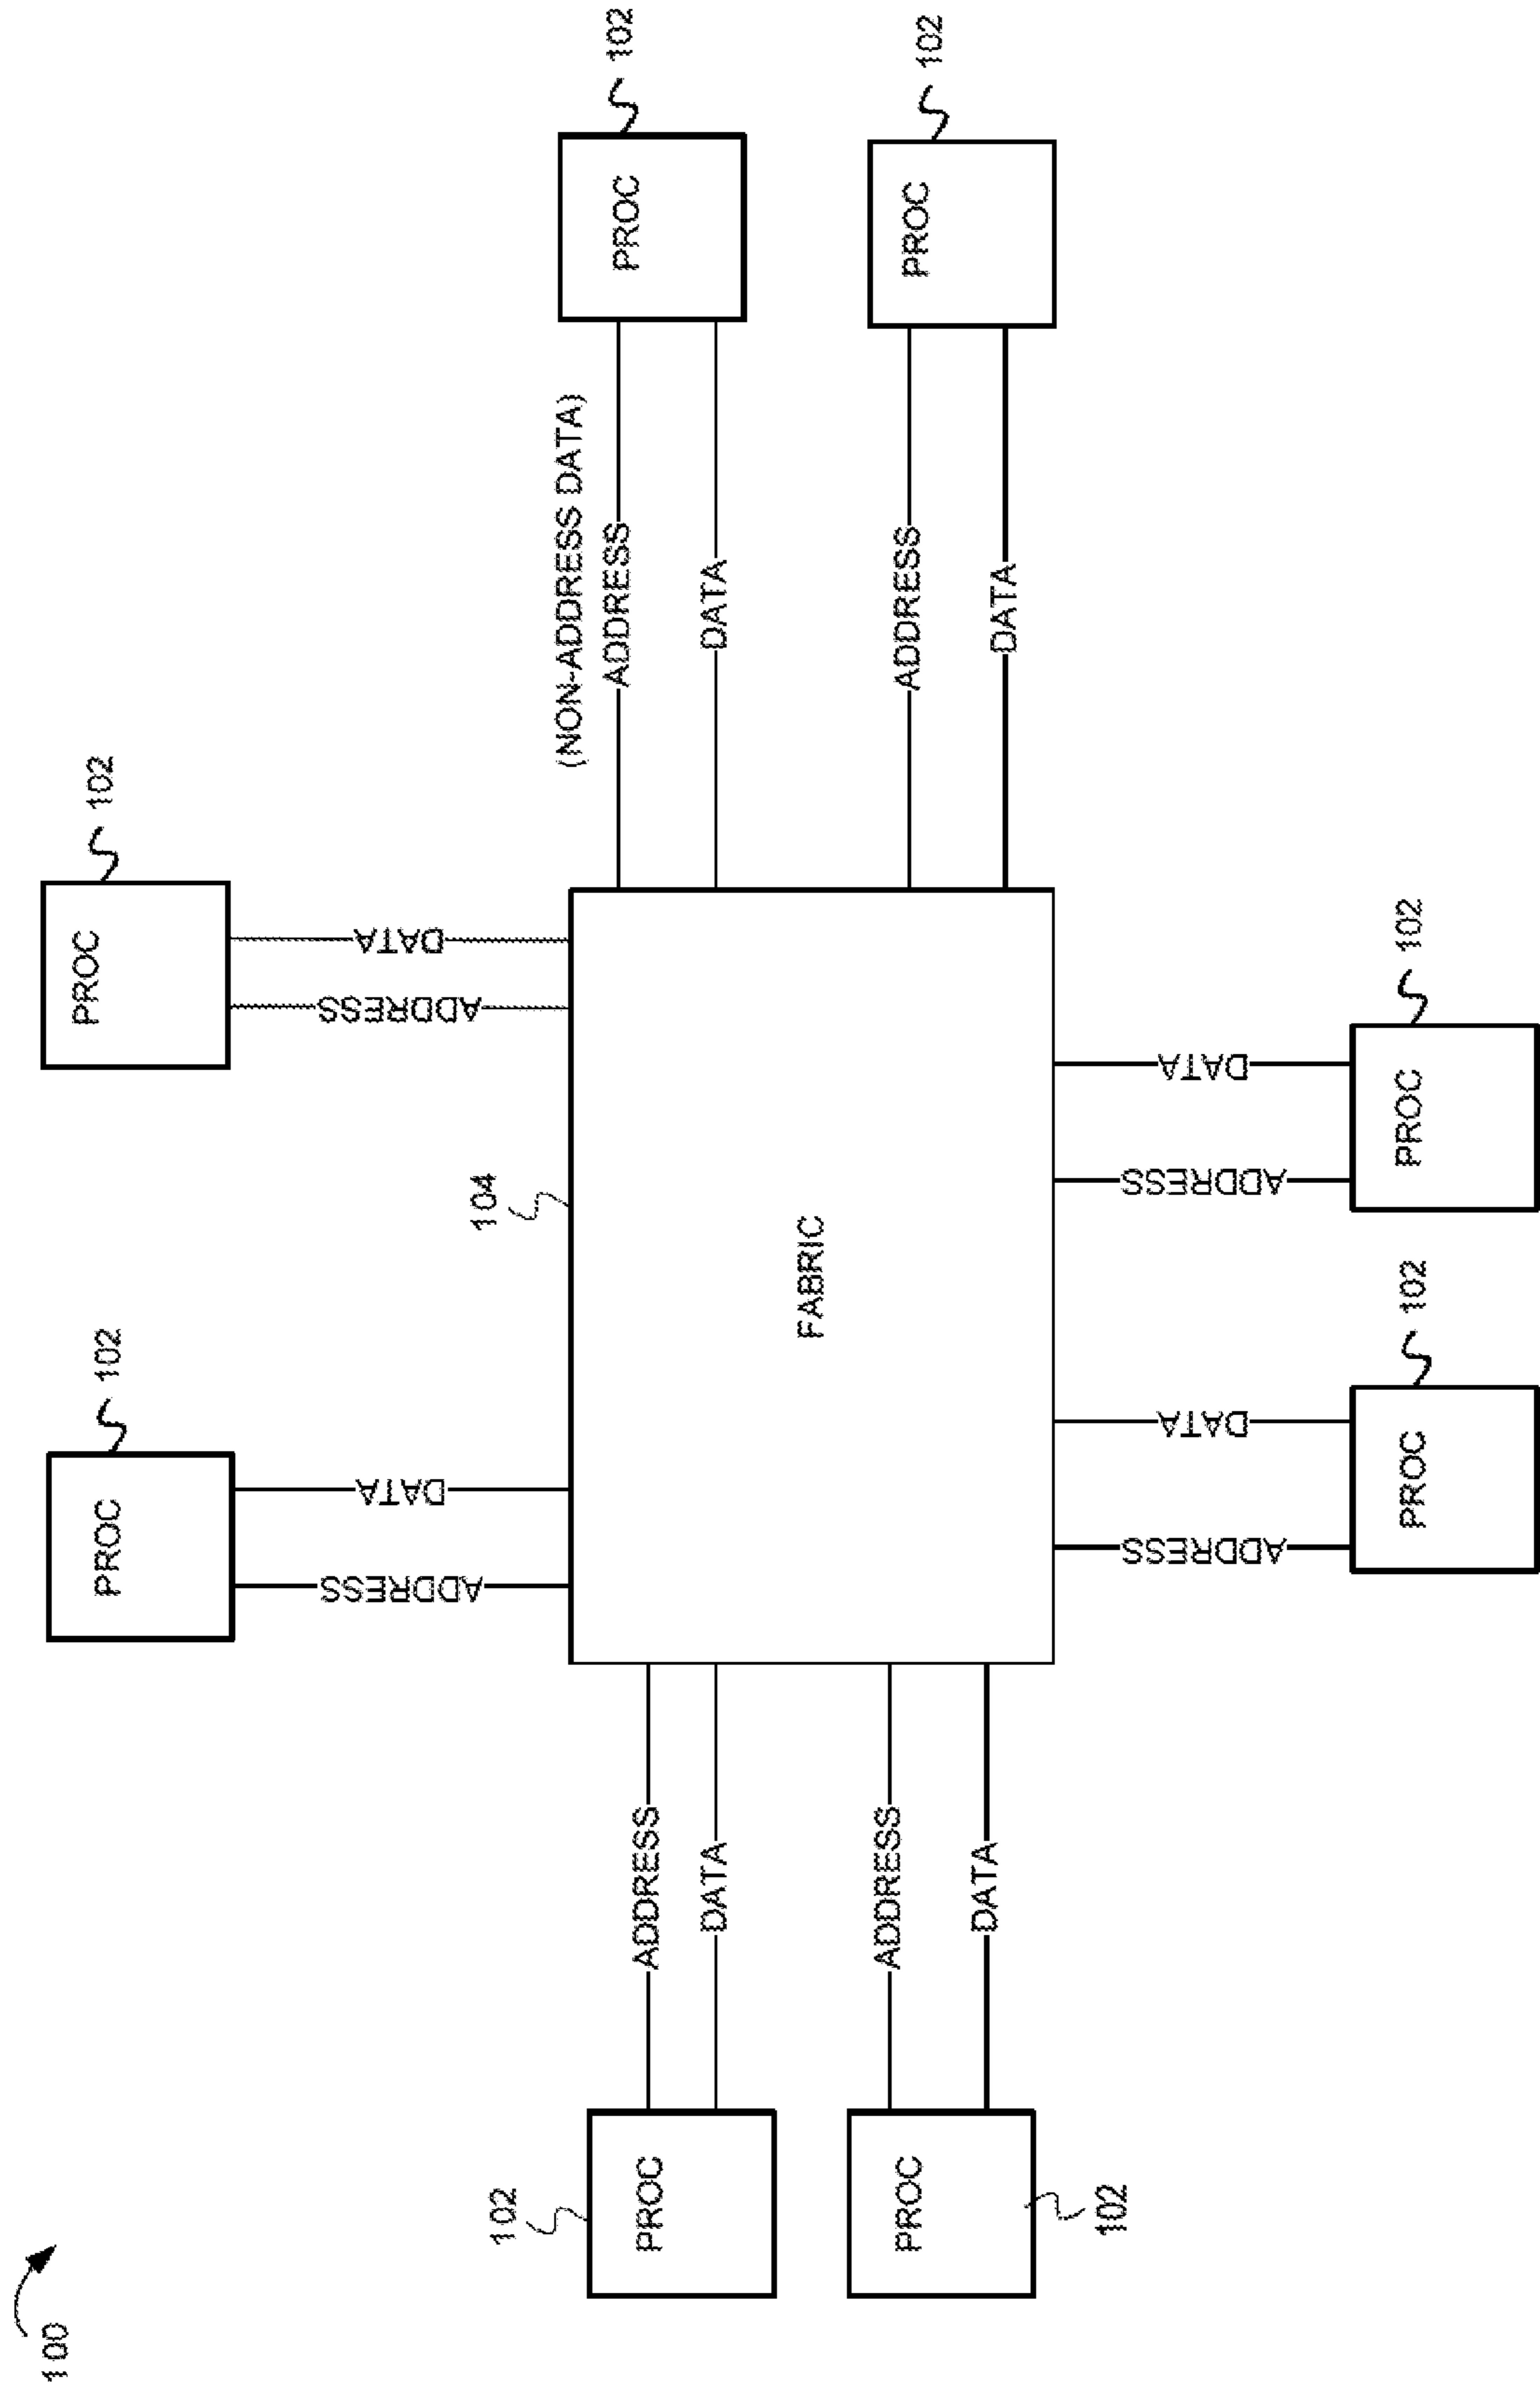 100
PROC
102
PROC
102
ADDRESS
DATA
ADDRESS
DATA
102
104
(NON-ADDRESS DATA)
PROC
ADDRESS
ADDRESS
PROC
102
DATA
DATA
FABRIC
PROC
ADDRESS
ADDRESS
PROC
102
DATA
DATA
102
ADDRESS
DATA
ADDRESS
DATA
PROC
102
PROC
102